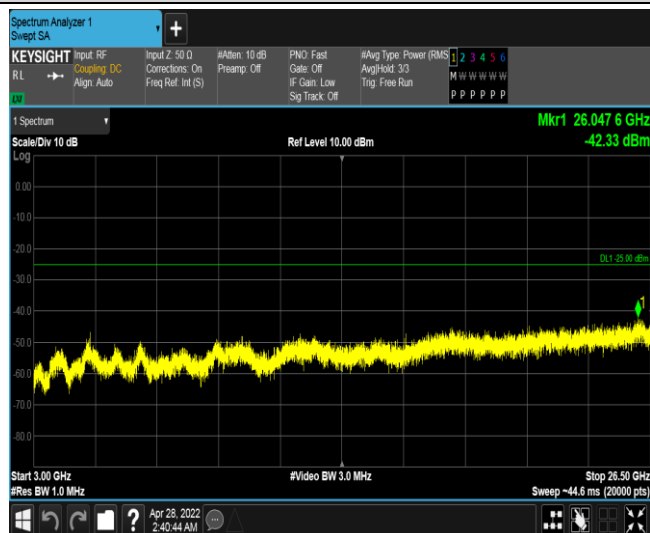 Spectrum Analyzer 1
Swept SA
KEYSIGHT
RL
Input: RF
Coupling: DC
Align: Auto
Input Z: 50 Ω
Corrections: On
Freq Ref: Int (S)
#Atten: 10 dB
Preamp: Off
PNO: Fast
Gate: Off
IF Gain: Low
Sig Track: Off
#Avg Type: Power (RMS
Avg|Hold: 3/3
Trig: Free Run
1 2 3 4 5 6
M W W W W W
P P P P P P
1 Spectrum
Mkr1 26.047 6 GHz
Scale/Div 10 dB
Ref Level 10.00 dBm
-42.33 dBm
Log
0.00
-10.0
-20.0
DL1 -25.00 dBm
-30.0
1
-40.0
-50.0
-60.0
-70.0
-80.0
Start 3.00 GHz
#Video BW 3.0 MHz
Stop 26.50 GHz
#Res BW 1.0 MHz
Sweep ~44.6 ms (20000 pts)
?
Apr 28, 2022
2:40:44 AM